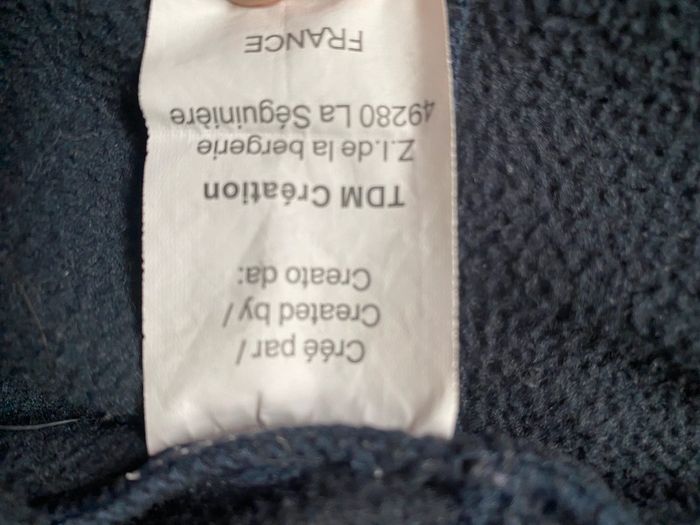 Créé par /
Created by /
Creato da:
TDM Création
Z.I.de la bergerie
49280 La Séguinière
FRANCE